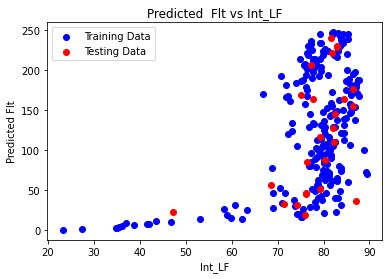 Predicted  Flt vs Int_LF
Training Data
Testing Data
250
200
150
100
50
0
Predicted Flt
20 30 40 50 60 70 80 90
Int_LF